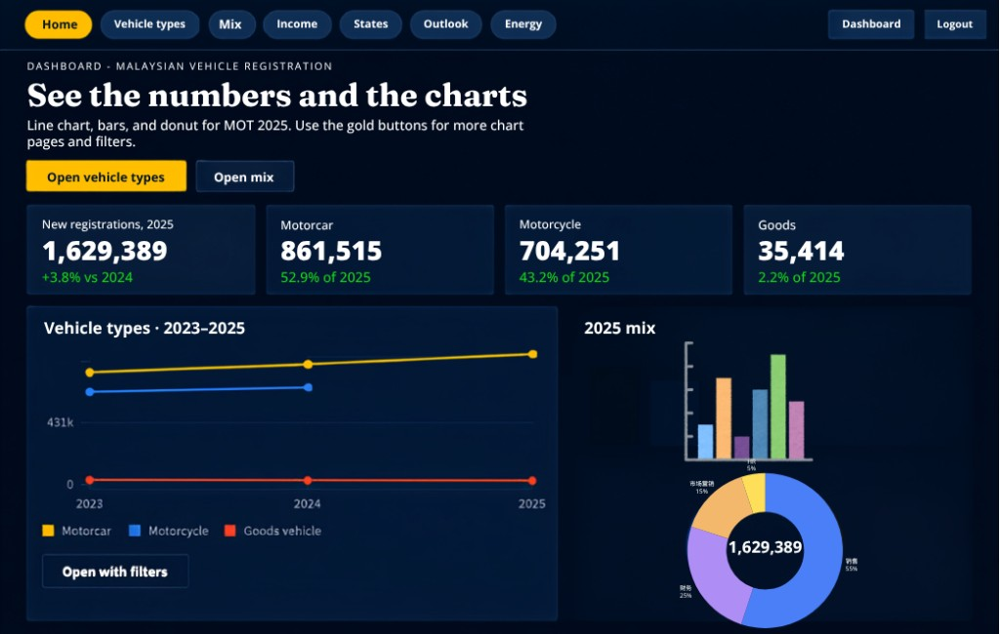 Home
Vehicle types
Mix
Income
States
Outlook
Energy
Dashboard
Logout
DASHBOARD - MALAYSIAN VEHICLE REGISTRATION
See the numbers and the charts
Line chart, bars, and donut for MOT 2025. Use the gold buttons for more chart
pages and filters.
Open vehicle types
Open mix
New registrations, 2025
1,629,389
+3.8% vs 2024
Motorcar
861,515
52.9% of 2025
Motorcycle
704,251
43.2% of 2025
Goods
35,414
2.2% of 2025
Vehicle types · 2023–2025
431k
0
2023
2024
2025
Motorcar
Motorcycle
Goods vehicle
Open with filters
2025 mix
5%
市场营销
15%
1,629,389
销售
55%
财务
25%